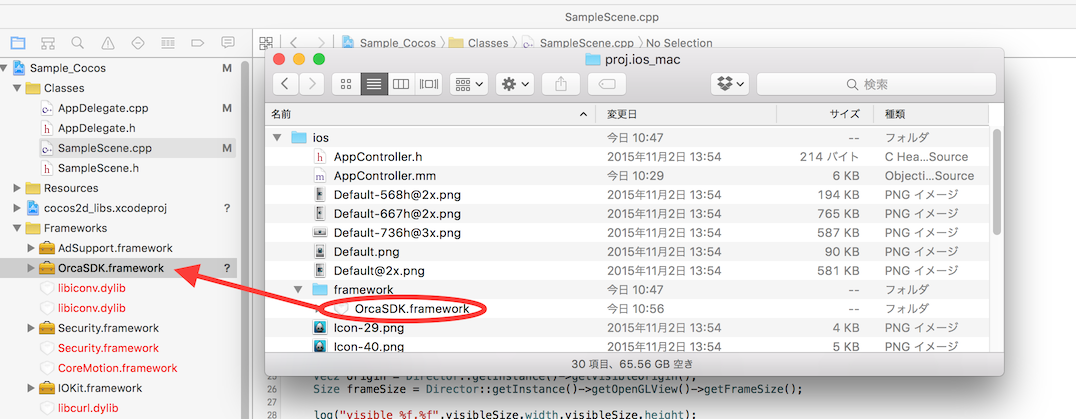 SampleScene.cpp
Sample_Cocos Classes SampleScene.cpp No Selection
Sample_Cocos M
Classes
AppDelegate.cpp M
AppDelegate.h
SampleScene.cpp M
SampleScene.h
Resources
cocos2d_libs.xcodeproj ?
Frameworks
AdSupport.framework
OrcaSDK.framework ?
libiconv.dylib
libiconv.dylib
Security.framework
Security.framework
CoreMotion.framework
IOKit.framework
libcurl.dylib
proj.ios_mac
検索
名前 変更日 サイズ 種類
ios 今日 10:47 -- フォルダ
AppController.h 2015年11月2日 13:54 214 バイト C Hea...Source
AppController.mm 今日 10:29 6 KB Objecti...Source
Default-568h@2x.png 2015年11月2日 13:54 194 KB PNG イメージ
Default-667h@2x.png 2015年11月2日 13:54 765 KB PNG イメージ
Default-736h@3x.png 2015年11月2日 13:54 587 KB PNG イメージ
Default.png 2015年11月2日 13:54 90 KB PNG イメージ
Default@2x.png 2015年11月2日 13:54 581 KB PNG イメージ
framework 今日 10:47 -- フォルダ
OrcaSDK.framework 今日 10:56 -- フォルダ
Icon-29.png 2015年11月2日 13:54 4 KB PNG イメージ
Icon-40.png 2015年11月2日 13:54 5 KB PNG イメージ
30 項目、65.56 GB 空き
Vec2 origin = Director::getInstance()->getVisibleOrigin();
26 Size frameSize = Director::getInstance()->getOpenGLView()->getFrameSize();
27
28 log("visible %f,%f",visibleSize.width,visibleSize.height);